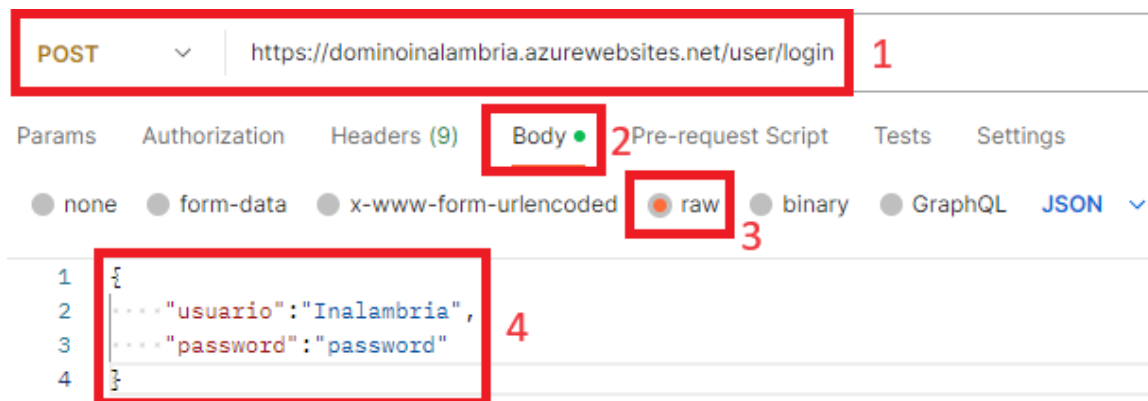 POST https://dominoinalambria.azurewebsites.net/user/login 1
Params Authorization Headers (9) Body 2 Pre-request Script Tests Settings
none form-data x-www-form-urlencoded raw binary GraphQL JSON
3
1 {
2 "usuario":"Inalambria",
3 "password":"password"
4 }
4